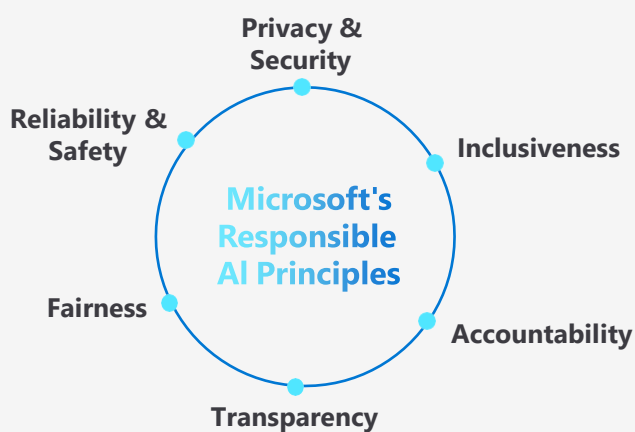 Privacy &
Security
Reliability &
Safety
Inclusiveness
Microsoft's
Responsible
AI Principles
Fairness
Accountability
Transparency